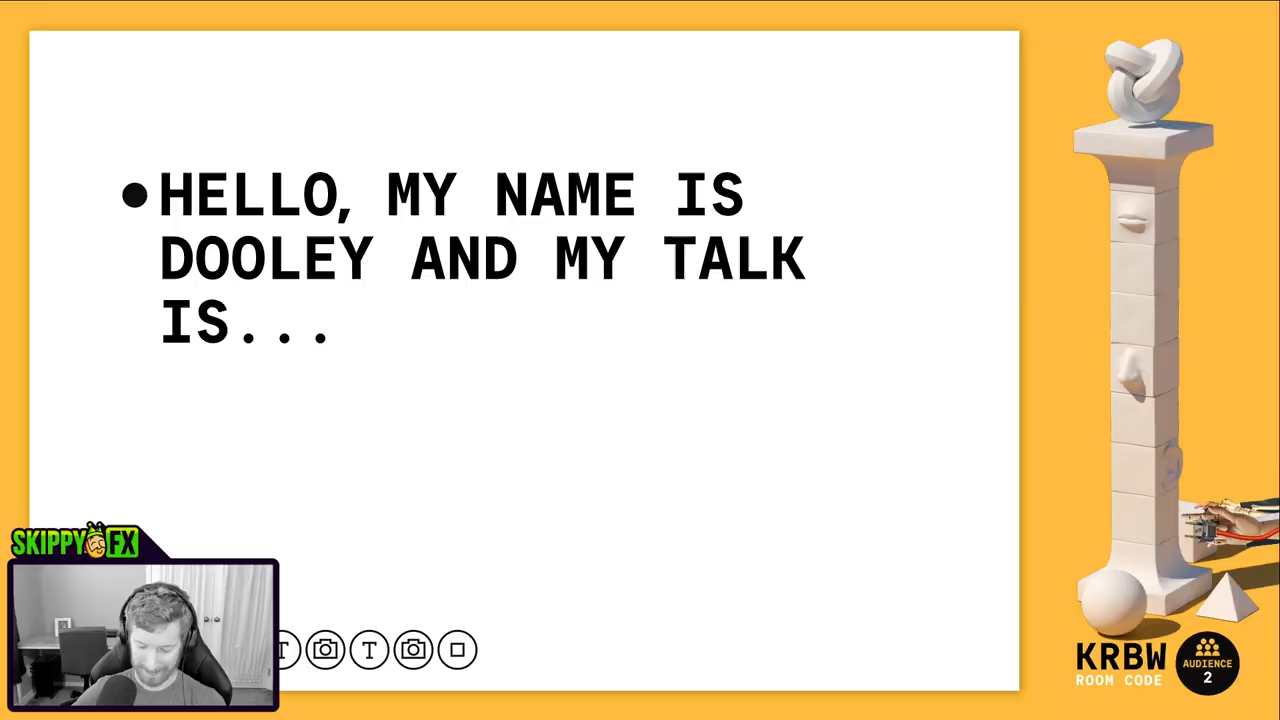 • HELLO, MY NAME IS
DOOLEY AND MY TALK
IS...
SKIPPY FX
T
T
KRBW
ROOM CODE
AUDIENCE
2